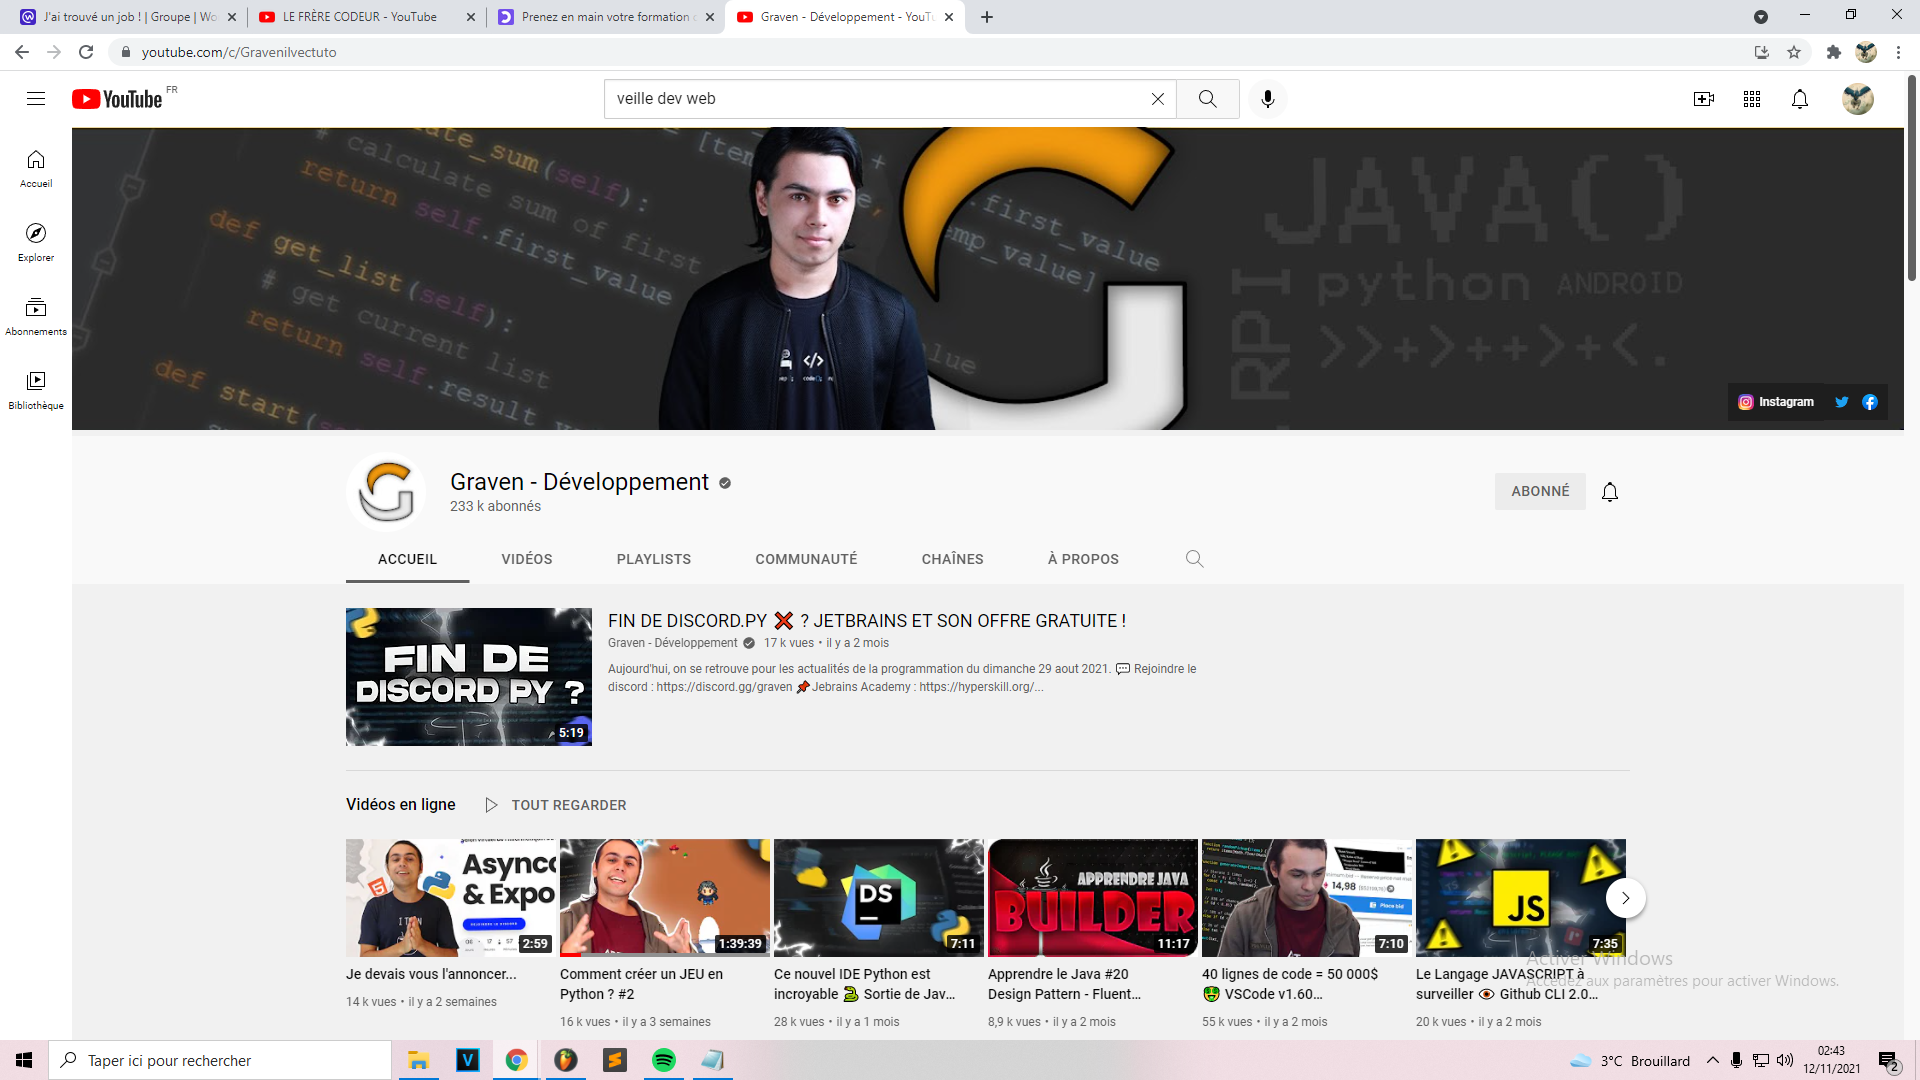 J'ai trouvé un job ! | Groupe | Wo
LE FRÈRE CODEUR - YouTube
Prenez en main votre formation
Graven - Développement - YouTu
youtube.com/c/Gravenilvectuto
YouTube FR
veille dev web
Accueil
Explorer
Abonnements
Bibliothèque
ate_sum(self):
# calculate sum of first
return self.first_value
def get_list(self):
# get current list
return self.result
def start(self):
[tem
.first_value
emp_value]
JAVA()
python ANDROID
>>+>++>+<.
RPI
Instagram
Graven - Développement
233 k abonnés
ABONNÉ
ACCUEIL
VIDÉOS
PLAYLISTS
COMMUNAUTÉ
CHAÎNES
À PROPOS
FIN DE
DISCORD PY ?
5:19
FIN DE DISCORD.PY ❌ ? JETBRAINS ET SON OFFRE GRATUITE !
Graven - Développement 17 k vues • il y a 2 mois
Aujourd'hui, on se retrouve pour les actualités de la programmation du dimanche 29 aout 2021. 💬 Rejoindre le
discord : https://discord.gg/graven 📌Jebrains Academy : https://hyperskill.org/...
Vidéos en ligne
TOUT REGARDER
Async
& Expo
2:59
1:39:39
DS
7:11
APPRENDRE JAVA
BUILDER
11:17
14,98
Place bid
7:10
JS
7:35
Je devais vous l'annoncer...
14 k vues • il y a 2 semaines
Comment créer un JEU en
Python ? #2
16 k vues • il y a 3 semaines
Ce nouvel IDE Python est
incroyable 🐍 Sortie de Jav...
28 k vues • il y a 1 mois
Apprendre le Java #20
Design Pattern - Fluent...
8,9 k vues • il y a 2 mois
40 lignes de code = 50 000$
🤑 VSCode v1.60...
55 k vues • il y a 2 mois
Le Langage JAVASCRIPT à
surveiller 👁 Github CLI 2.0...
20 k vues • il y a 2 mois
Activer Windows
Accédez aux paramètres pour activer Windows.
Taper ici pour rechercher
3°C Brouillard
02:43
12/11/2021
2